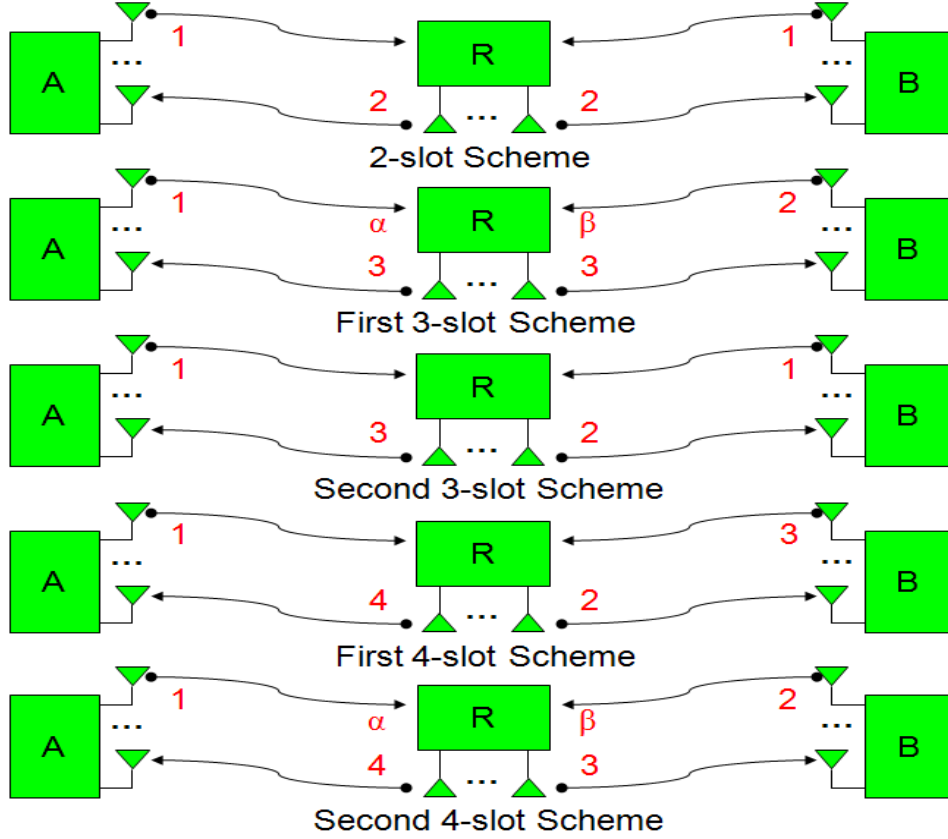 1 1
A ... R ... B
2 2
...
2-slot Scheme
1 2
A ... α R β ... B
3 3
...
First 3-slot Scheme
1 1
A ... R ... B
3 2
...
Second 3-slot Scheme
1 3
A ... R ... B
4 2
...
First 4-slot Scheme
1 2
A ... α R β ... B
4 3
...
Second 4-slot Scheme